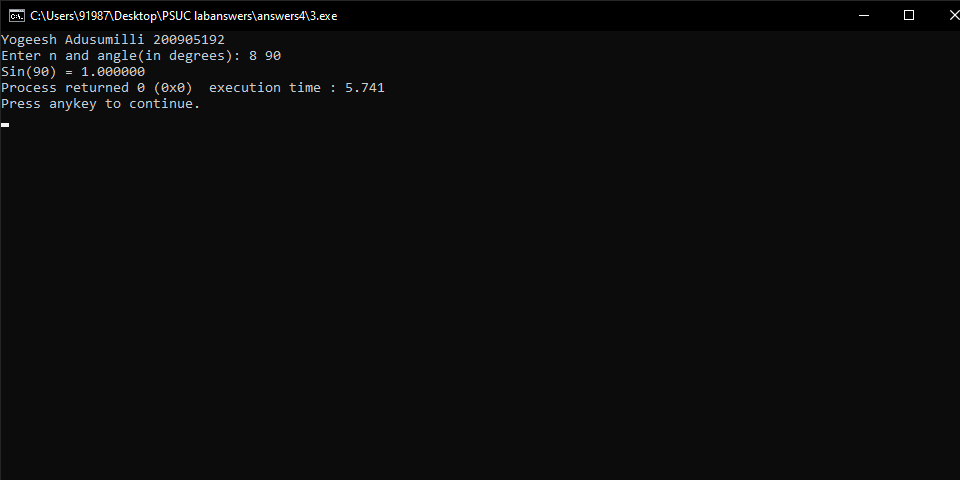 C:\Users\91987\Desktop\PSUC labanswers\answers4\3.exe
Yogeesh Adusumilli 200905192
Enter n and angle(in degrees): 8 90
Sin(90) = 1.000000
Process returned 0 (0x0)  execution time : 5.741
Press anykey to continue.